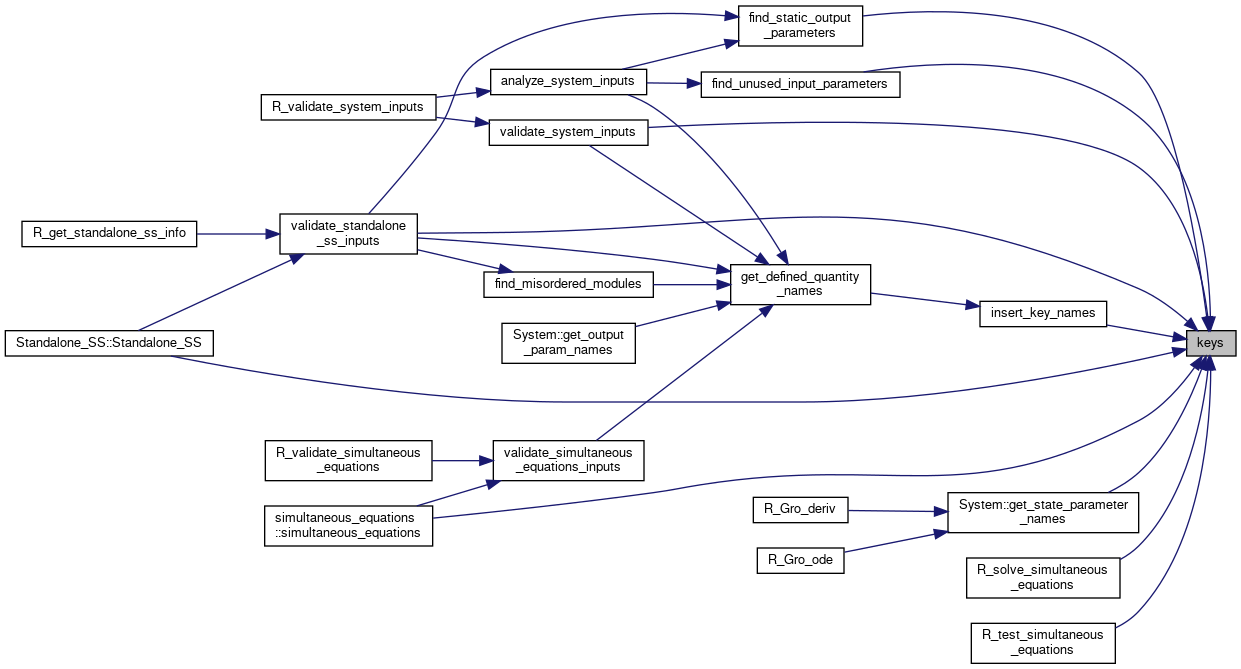 find_static_output
_parameters
analyze_system_inputs
find_unused_input_parameters
R_validate_system_inputs
validate_system_inputs
validate_standalone
_ss_inputs
R_get_standalone_ss_info
get_defined_quantity
_names
find_misordered_modules
insert_key_names
System::get_output
_param_names
Standalone_SS::Standalone_SS
keys
R_validate_simultaneous
_equations
validate_simultaneous
_equations_inputs
simultaneous_equations
::simultaneous_equations
R_Gro_deriv
System::get_state_parameter
_names
R_Gro_ode
R_solve_simultaneous
_equations
R_test_simultaneous
_equations